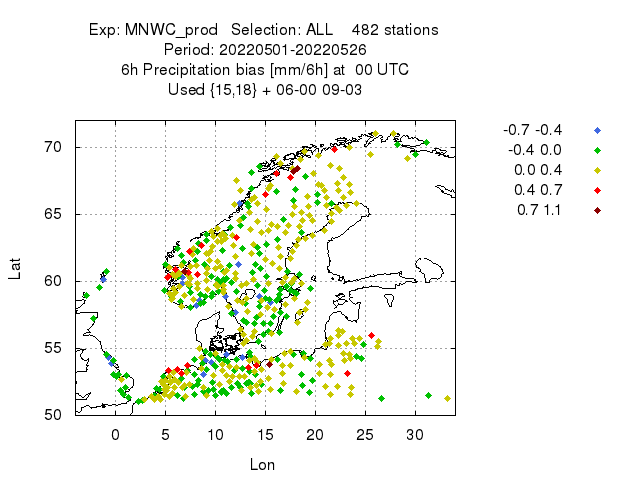 Exp: MNWC_prod Selection: ALL 482 stations
Period: 20220501-20220526
6h Precipitation bias [mm/6h] at 00 UTC
Used {15,18} + 06-00 09-03
-0.7 -0.4
-0.4 0.0
0.0 0.4
0.4 0.7
0.7 1.1
70
65
60
55
50
Lat
0 5 10 15 20 25 30
Lon